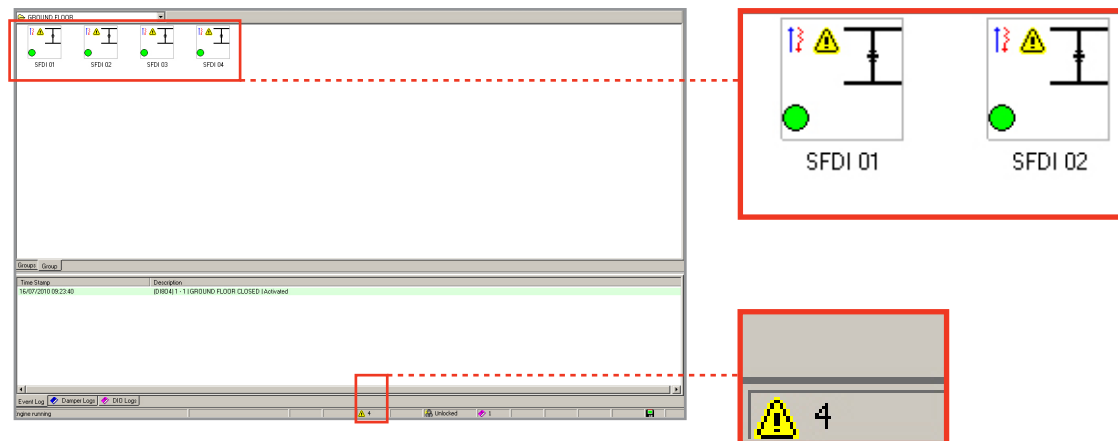 GROUND FLOOR
SFDI 01 SFDI 02 SFDI 03 SFDI 04
SFDI 01 SFDI 02
Groups Group
Time Stamp Description
16/07/2010 09:23:40 (DI804) 1 - 1 | GROUND FLOOR CLOSED | Activated
Event Log Damper Logs DIO Logs
ngine running 4 Unlocked 1
4